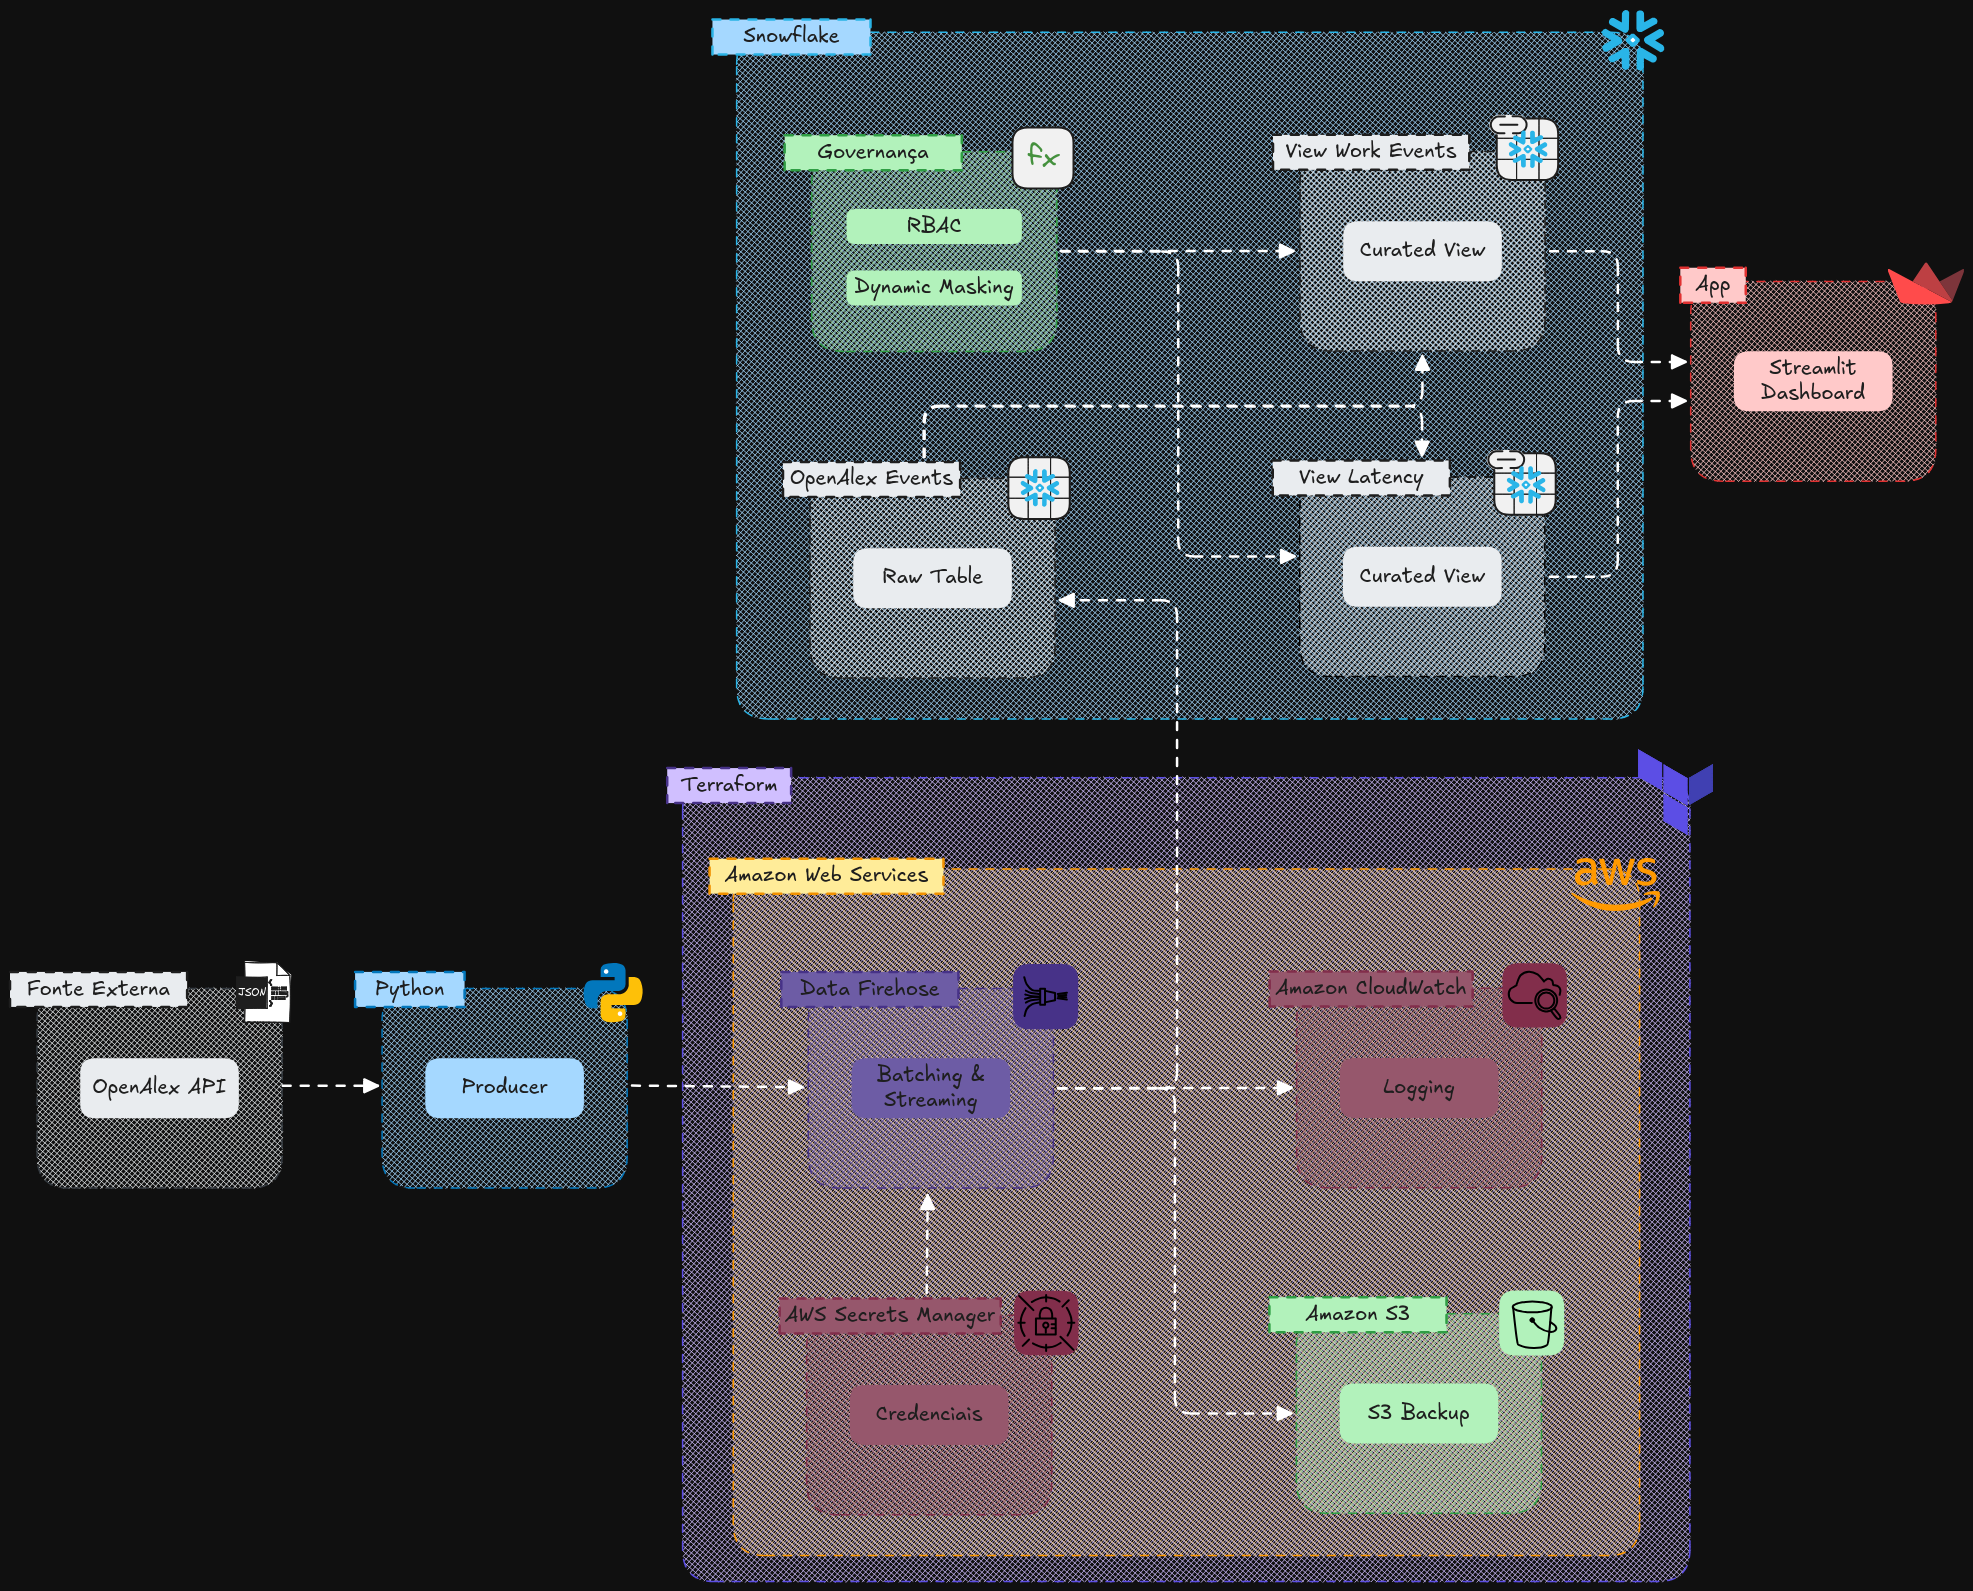 Snowflake
Governança
fx
RBAC
Dynamic Masking
View Work Events
Curated View
App
Streamlit
Dashboard
OpenAlex Events
Raw Table
View Latency
Curated View
Terraform
Amazon Web Services
aws
Fonte Externa
JSON
OpenAlex API
Python
Producer
Data Firehose
Batching &
Streaming
Amazon CloudWatch
Logging
AWS Secrets Manager
Credenciais
Amazon S3
S3 Backup